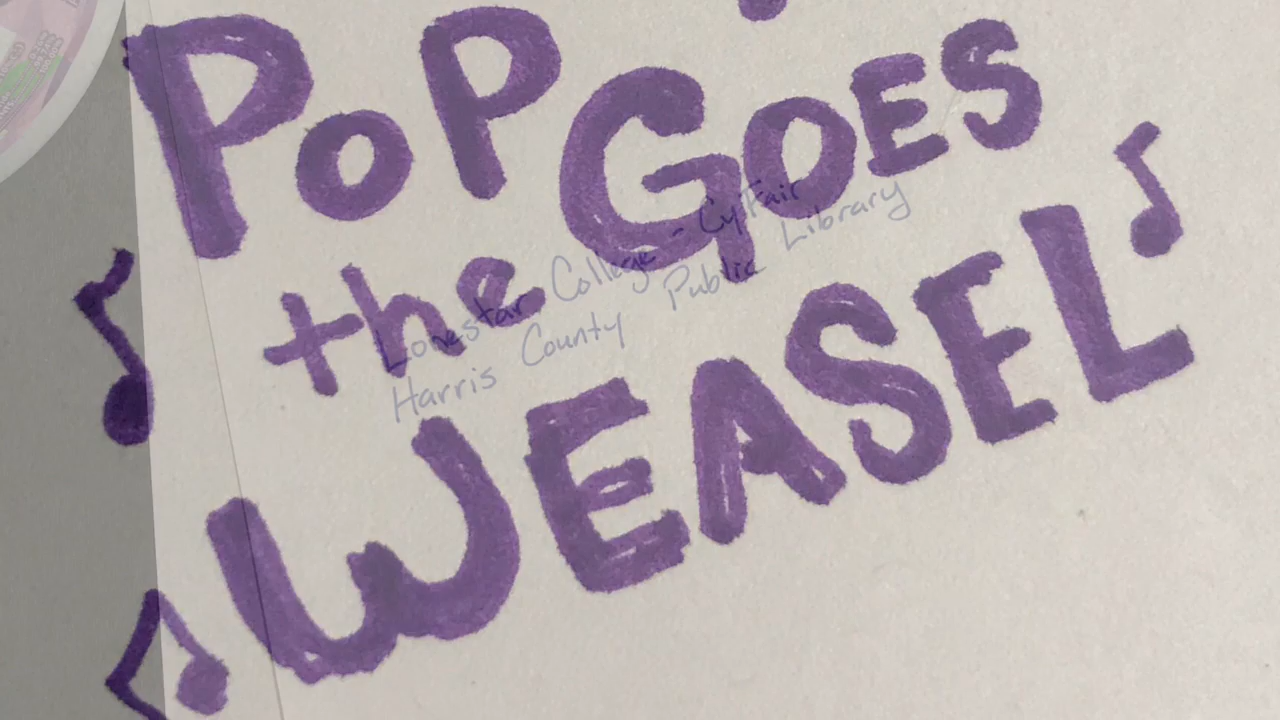 POP GOES
the
WEASEL
Lonestar College - CyFair
Harris County Public Library